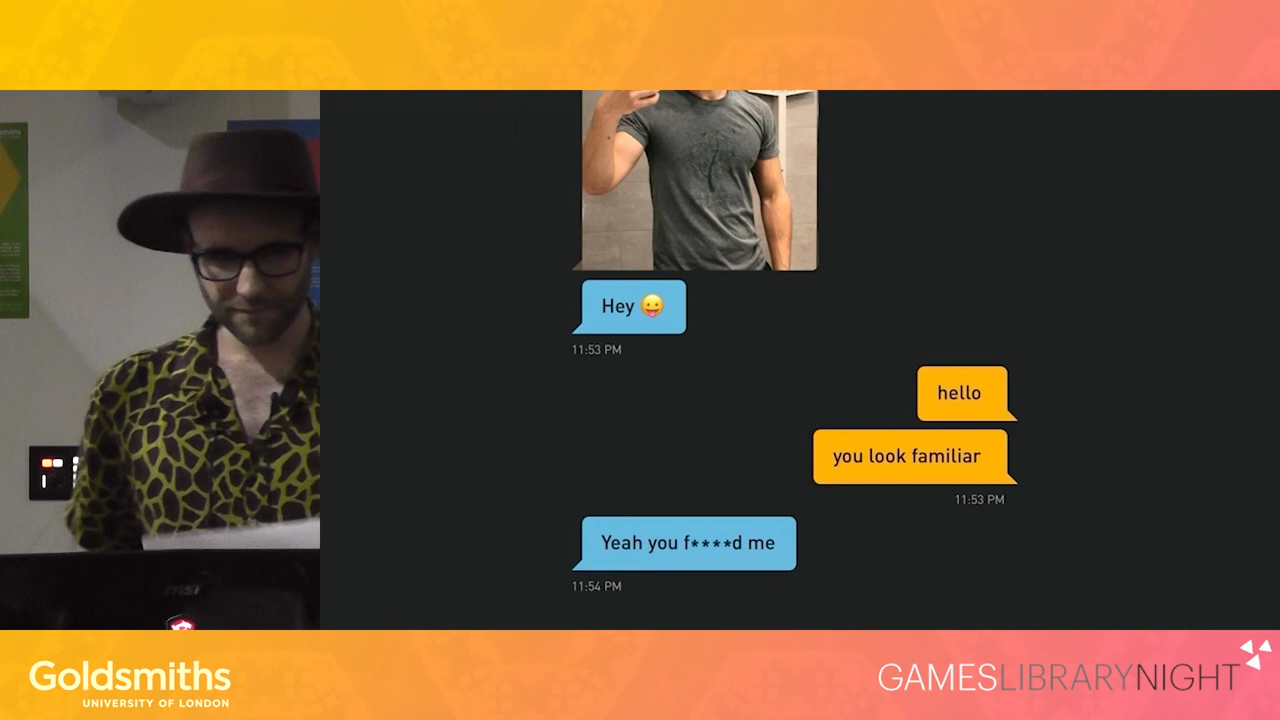 Hey 😛
11:53 PM
hello
you look familiar
11:53 PM
Yeah you f****d me
11:54 PM
msi
Goldsmiths
UNIVERSITY OF LONDON
GAMESLIBRARYNIGHT